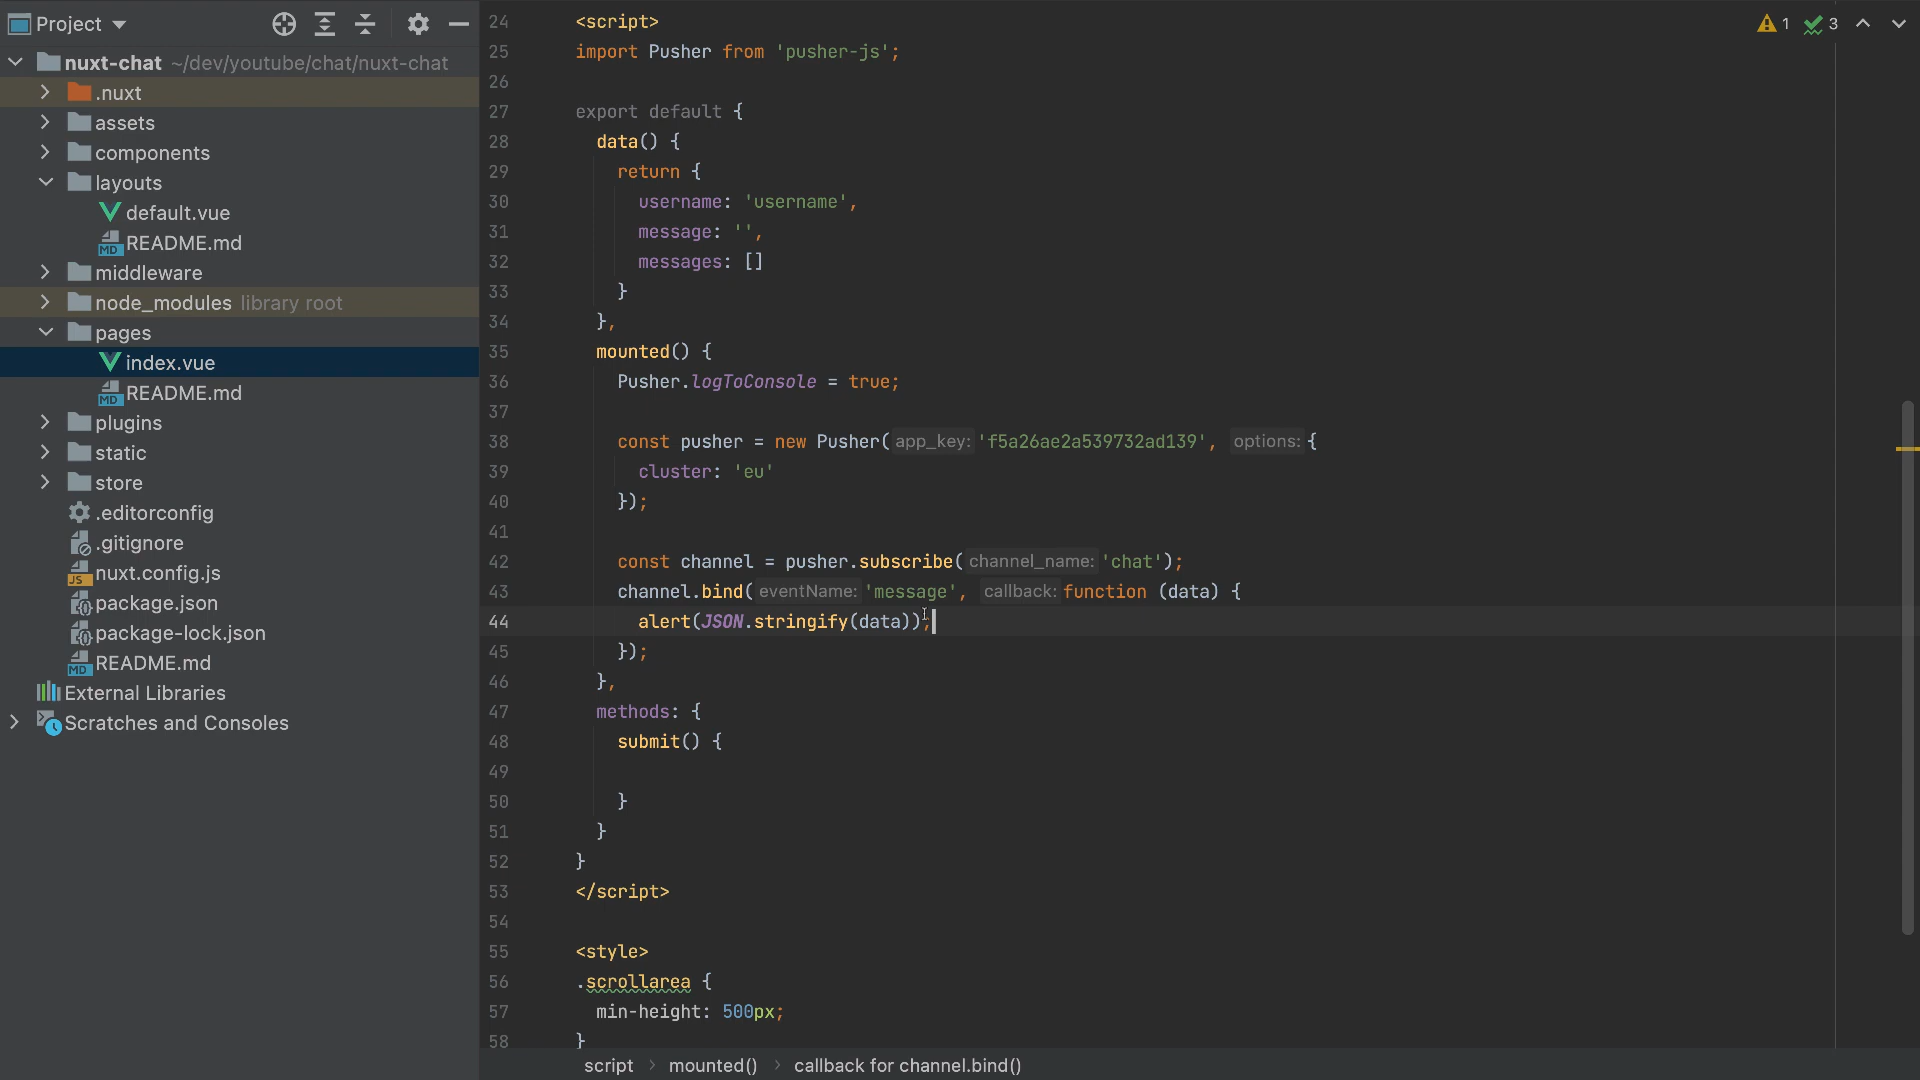 Project
nuxt-chat ~/dev/youtube/chat/nuxt-chat
.nuxt
assets
components
layouts
default.vue
MD README.md
middleware
node_modules library root
pages
index.vue
MD README.md
plugins
static
store
.editorconfig
.gitignore
JS nuxt.config.js
package.json
package-lock.json
MD README.md
External Libraries
Scratches and Consoles
1 3
24 <script>
25 import Pusher from 'pusher-js';
26
27 export default {
28 data() {
29 return {
30 username: 'username',
31 message: '',
32 messages: []
33 }
34 },
35 mounted() {
36 Pusher.logToConsole = true;
37
38 const pusher = new Pusher( app_key: 'f5a26ae2a539732ad139', options: {
39 cluster: 'eu'
40 });
41
42 const channel = pusher.subscribe( channel_name: 'chat');
43 channel.bind( eventName: 'message', callback: function (data) {
44 alert(JSON.stringify(data));
45 });
46 },
47 methods: {
48 submit() {
49
50 }
51 }
52 }
53 </script>
54
55 <style>
56 .scrollarea {
57 min-height: 500px;
58 }
script > mounted() > callback for channel.bind()